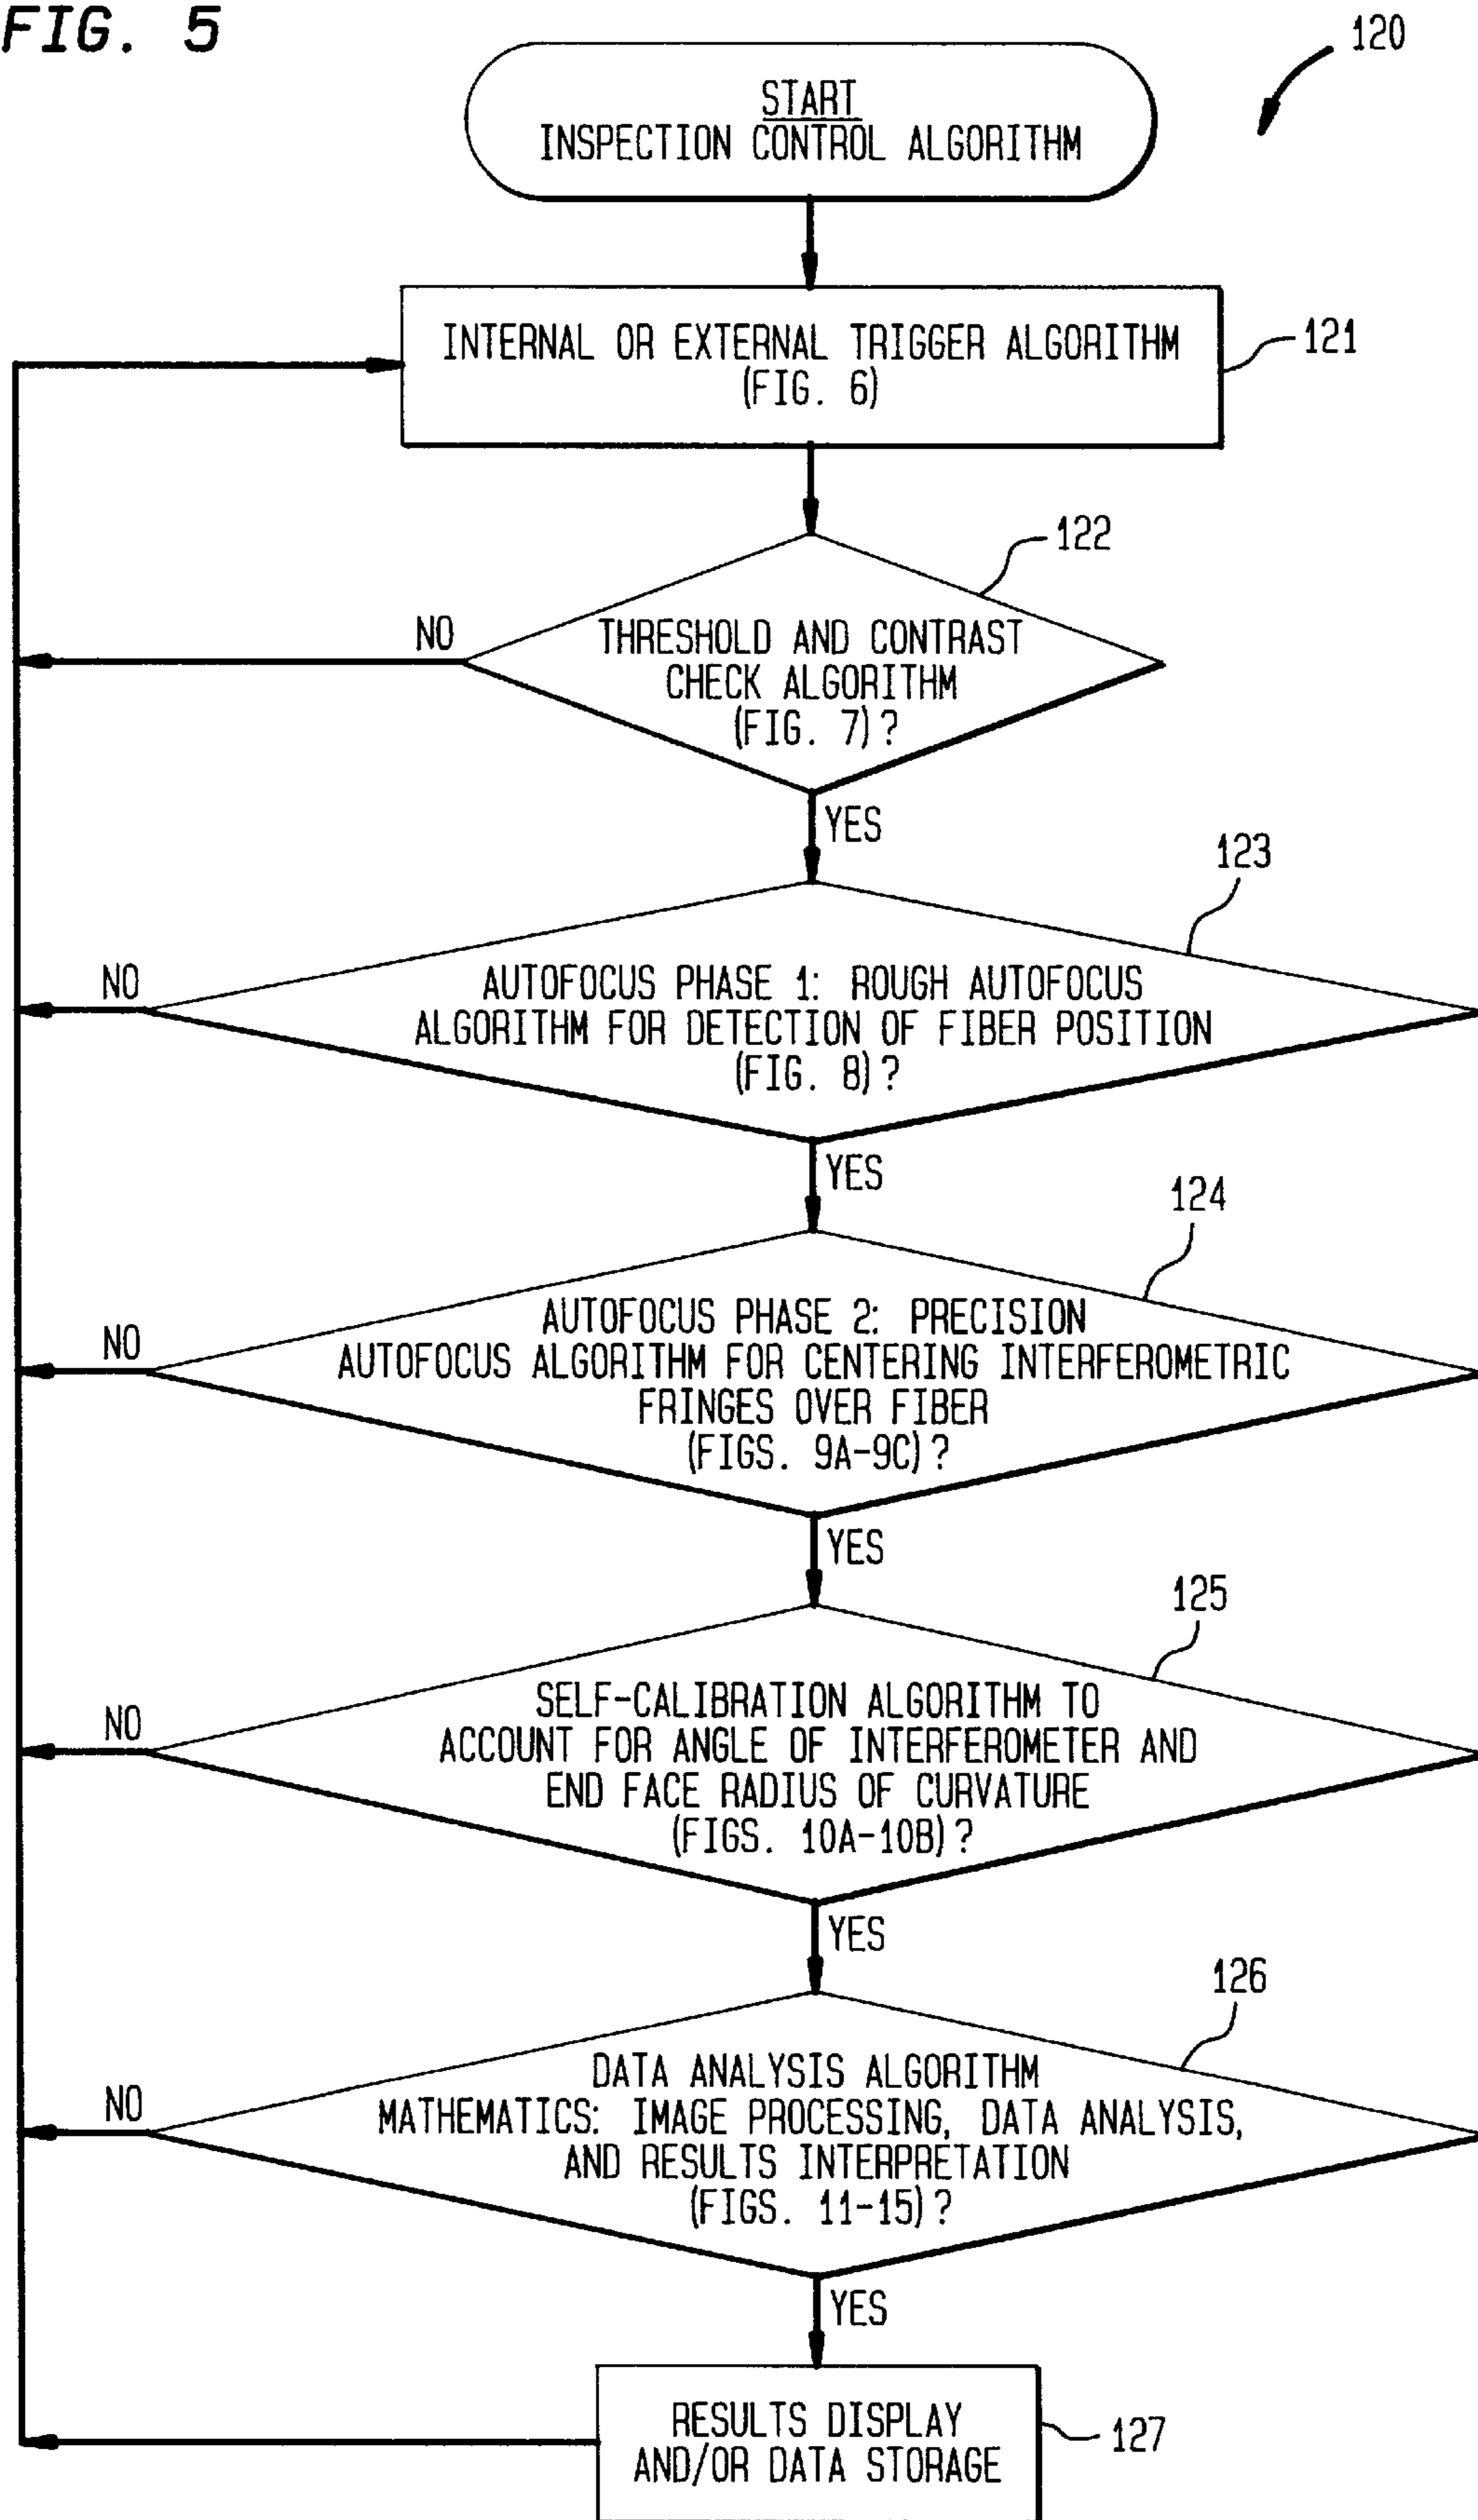 FIG. 5
120
START
INSPECTION CONTROL ALGORITHM
INTERNAL OR EXTERNAL TRIGGER ALGORITHM
(FIG. 6)
121
122
NO
THRESHOLD AND CONTRAST
CHECK ALGORITHM
(FIG. 7)?
YES
123
NO
AUTOFOCUS PHASE 1: ROUGH AUTOFOCUS
ALGORITHM FOR DETECTION OF FIBER POSITION
(FIG. 8)?
YES
124
NO
AUTOFOCUS PHASE 2: PRECISION
AUTOFOCUS ALGORITHM FOR CENTERING INTERFEROMETRIC
FRINGES OVER FIBER
(FIGS. 9A-9C)?
YES
125
NO
SELF-CALIBRATION ALGORITHM TO
ACCOUNT FOR ANGLE OF INTERFEROMETER AND
END FACE RADIUS OF CURVATURE
(FIGS. 10A-10B)?
YES
126
NO
DATA ANALYSIS ALGORITHM
MATHEMATICS: IMAGE PROCESSING, DATA ANALYSIS,
AND RESULTS INTERPRETATION
(FIGS. 11-15)?
YES
RESULTS DISPLAY
AND/OR DATA STORAGE
127